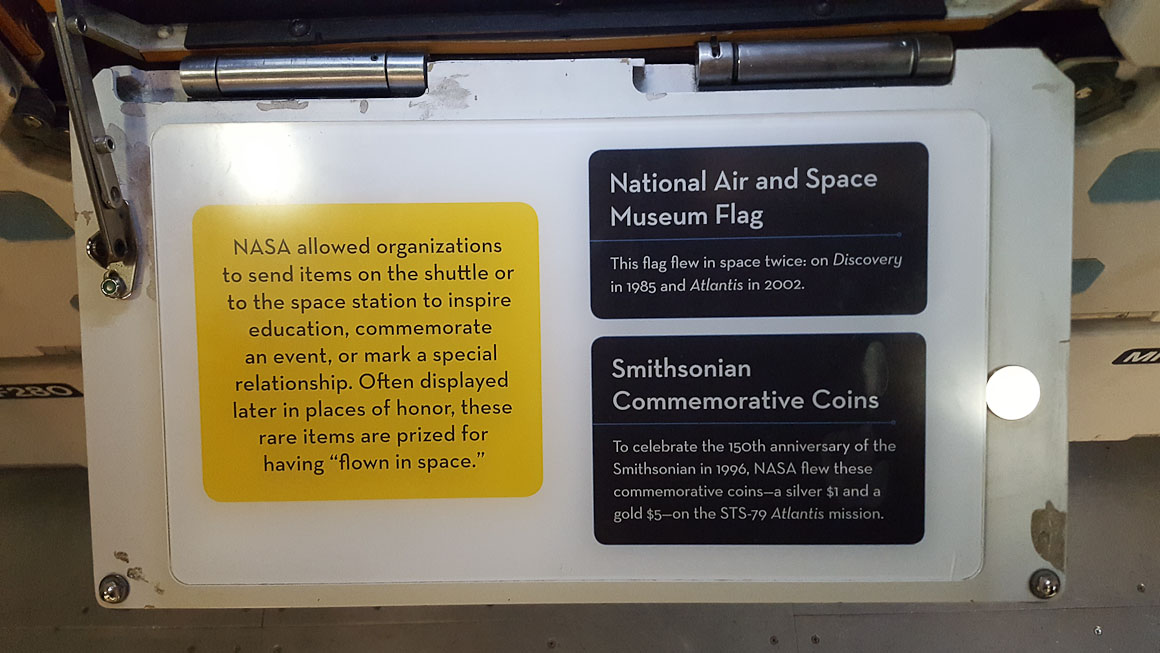 NASA allowed organizations
to send items on the shuttle or
to the space station to inspire
education, commemorate
an event, or mark a special
relationship. Often displayed
later in places of honor, these
rare items are prized for
having “flown in space.”
National Air and Space
Museum Flag
This flag flew in space twice: on Discovery
in 1985 and Atlantis in 2002.
Smithsonian
Commemorative Coins
To celebrate the 150th anniversary of the
Smithsonian in 1996, NASA flew these
commemorative coins—a silver $1 and a
gold $5—on the STS-79 Atlantis mission.